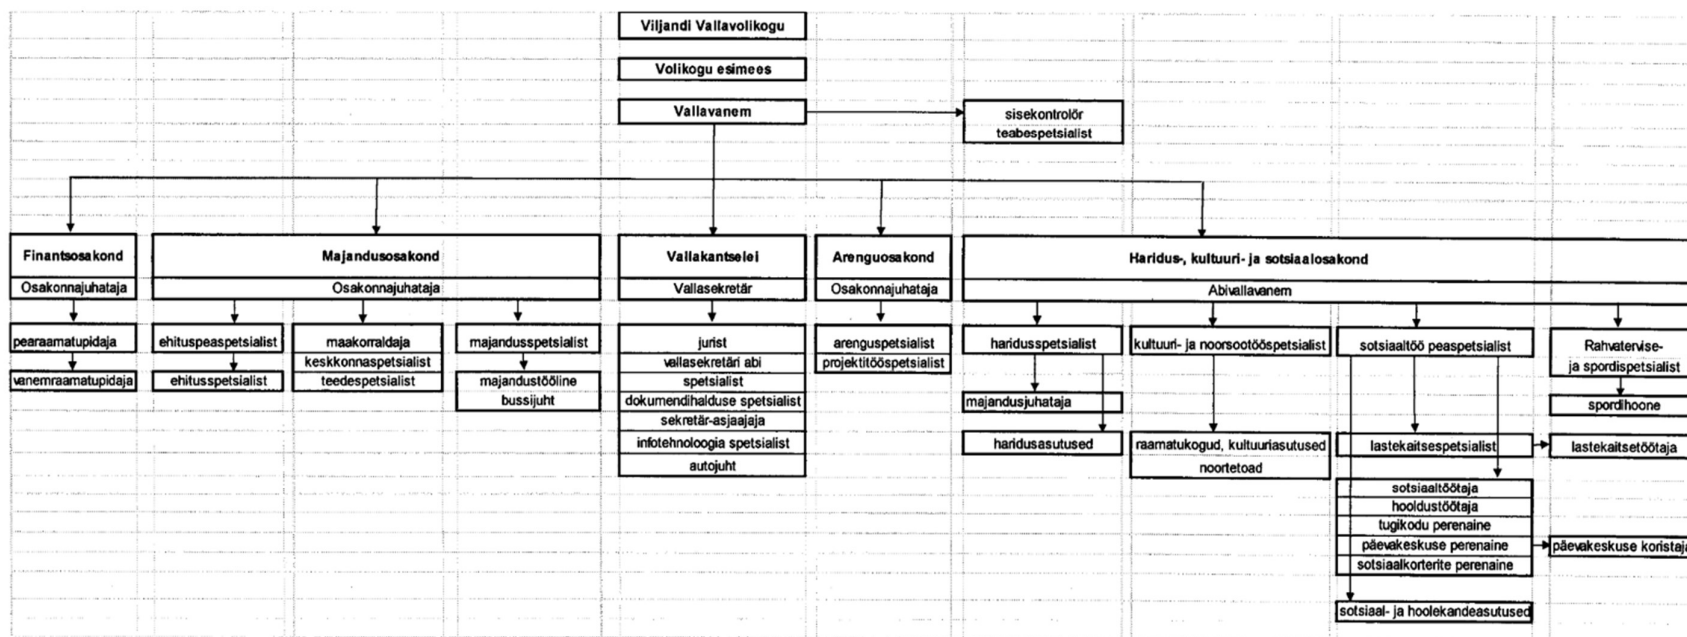 Viljandi Vallavolikogu
Volikogu esimees
Vallavanem
sisekontrolör
teabespetsialist
Finantsosakond
Osakonnajuhataja
pearaamatupidaja
vanemraamatupidaja
Majandusosakond
Osakonnajuhataja
ehituspeaspetsialist
ehitusspetsialist
maakorraldaja
keskkonnaspetsialist
teedespetsialist
majandusspetsialist
majandustööline
bussijuht
Vallakantselei
Vallasekretär
jurist
vallasekretäri abi
spetsialist
dokumendihalduse spetsialist
sekretär-asjaajaja
infotehnoloogia spetsialist
autojuht
Arenguosakond
Osakonnajuhataja
arenguspetsialist
projektitööspetsialist
Haridus-, kultuuri- ja sotsiaalosakond
Abivallavanem
haridusspetsialist
majandusjuhataja
haridusasutused
kultuuri- ja noorsootööspetsialist
raamatukogud, kultuuriasutused
noortetoad
sotsiaaltöö peaspetsialist
lastekaitsespetsialist
lastekaitsetöötaja
sotsiaaltöötaja
hooldustöötaja
tugikodu perenaine
päevakeskuse perenaine
päevakeskuse koristaja
sotsiaalkorterite perenaine
sotsiaal- ja hoolekandeasutused
Rahvatervise-
ja spordispetsialist
spordihoone